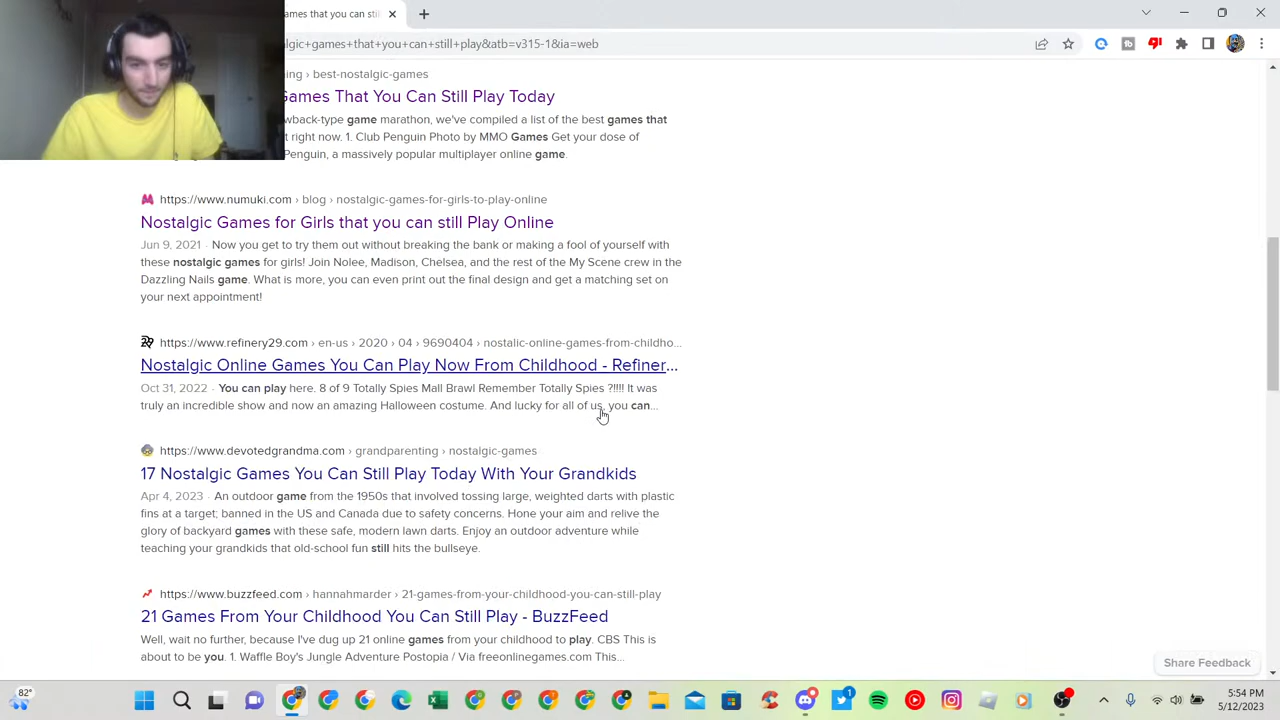 ames that you can stil
lgic+games+that+you+can+still+play&atb=v315-1&ia=web
ing › best-nostalgic-games
Games That You Can Still Play Today
wback-type game marathon, we've compiled a list of the best games that
t right now. 1. Club Penguin Photo by MMO Games Get your dose of
Penguin, a massively popular multiplayer online game.
https://www.numuki.com › blog › nostalgic-games-for-girls-to-play-online
Nostalgic Games for Girls that you can still Play Online
Jun 9, 2021 · Now you get to try them out without breaking the bank or making a fool of yourself with
these nostalgic games for girls! Join Nolee, Madison, Chelsea, and the rest of the My Scene crew in the
Dazzling Nails game. What is more, you can even print out the final design and get a matching set on
your next appointment!
https://www.refinery29.com › en-us › 2020 › 04 › 9690404 › nostalic-online-games-from-childho...
Nostalgic Online Games You Can Play Now From Childhood - Refiner...
Oct 31, 2022 · You can play here. 8 of 9 Totally Spies Mall Brawl Remember Totally Spies ?!!!! It was
truly an incredible show and now an amazing Halloween costume. And lucky for all of us, you can...
https://www.devotedgrandma.com › grandparenting › nostalgic-games
17 Nostalgic Games You Can Still Play Today With Your Grandkids
Apr 4, 2023 · An outdoor game from the 1950s that involved tossing large, weighted darts with plastic
fins at a target; banned in the US and Canada due to safety concerns. Hone your aim and relive the
glory of backyard games with these safe, modern lawn darts. Enjoy an outdoor adventure while
teaching your grandkids that old-school fun still hits the bullseye.
https://www.buzzfeed.com › hannahmarder › 21-games-from-your-childhood-you-can-still-play
21 Games From Your Childhood You Can Still Play - BuzzFeed
Well, wait no further, because I've dug up 21 online games from your childhood to play. CBS This is
about to be you. 1. Waffle Boy's Jungle Adventure Postopia / Via freeonlinegames.com This...
Share Feedback
82°
5:54 PM
5/12/2023